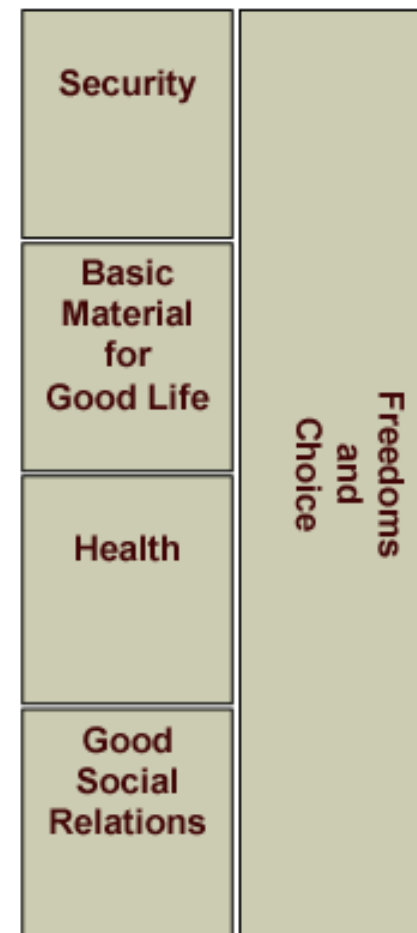 Security
Basic
Material
for
Good Life
Health
Good
Social
Relations
Freedoms
and
Choice